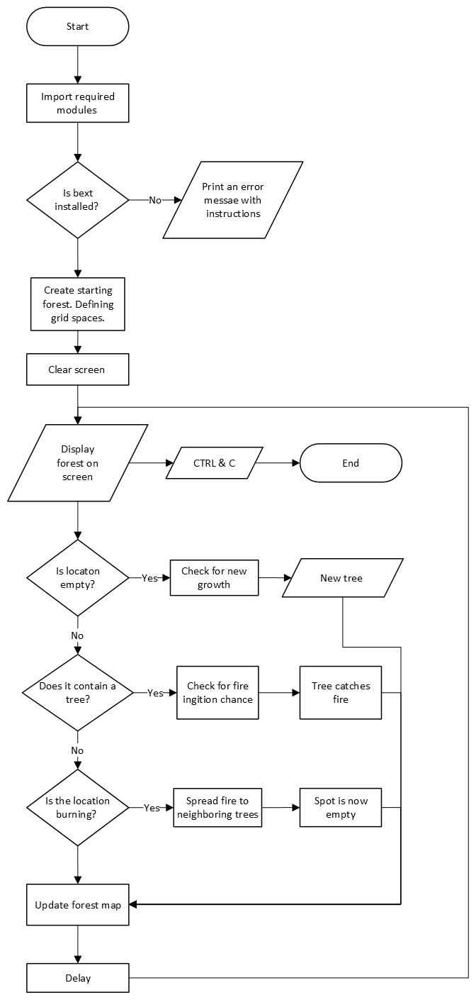 Start
Import required
modules
Is bext
installed?
No
Print an error
messae with
instructions
Create starting
forest. Defining
grid spaces.
Clear screen
Display
forest on
screen
CTRL & C
End
Is locaton
empty?
Yes
Check for new
growth
New tree
No
Does it contain a
tree?
Yes
Check for fire
ingition chance
Tree catches
fire
No
Is the location
burning?
Yes
Spread fire to
neighboring trees
Spot is now
empty
Update forest map
Delay